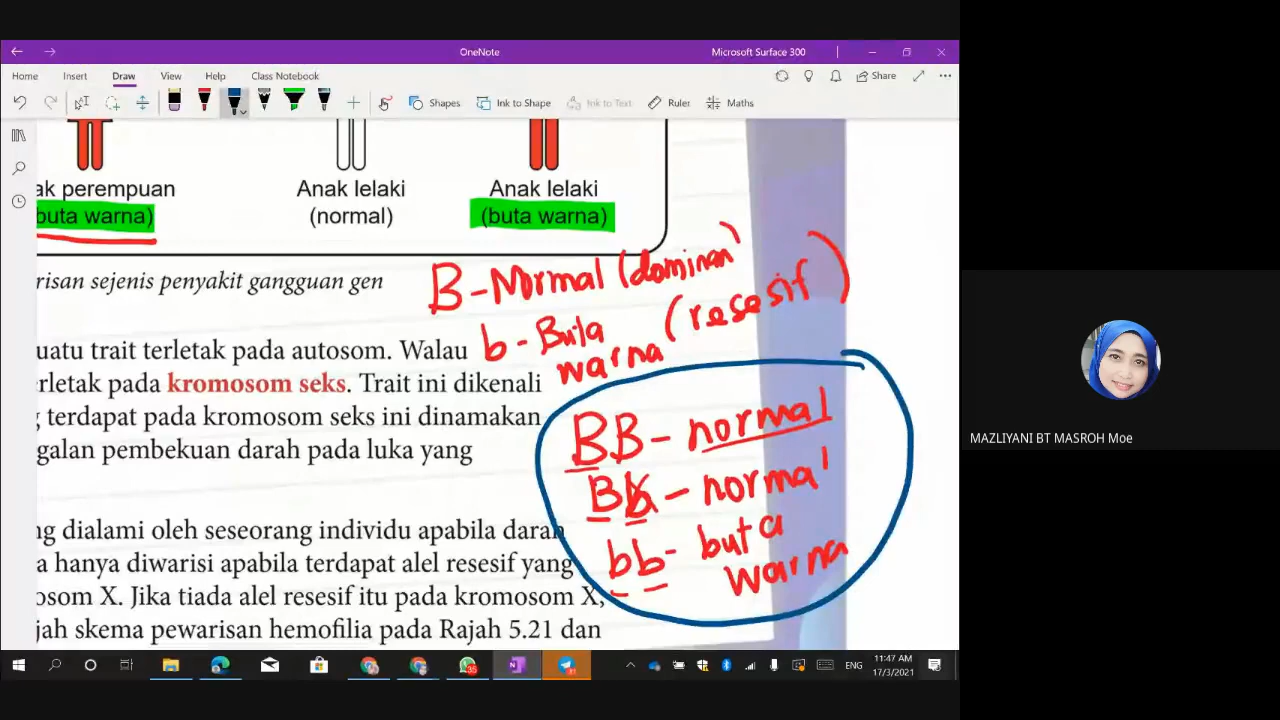 OneNote
Microsoft Surface 300
Home Insert Draw View Help Class Notebook
Share
Shapes Ink to Shape Ink to Text Ruler Maths
ak perempuan
(buta warna)
Anak lelaki
(normal)
Anak lelaki
(buta warna)
risan sejenis penyakit gangguan gen
B - Normal (dominan)
b - Buta warna (resesif)
uatu trait terletak pada autosom. Walau
erletak pada kromosom seks. Trait ini dikenali
g terdapat pada kromosom seks ini dinamakan
galan pembekuan darah pada luka yang
BB - normal
Bb - normal
bb - buta
warna
ng dialami oleh seseorang individu apabila darah
a hanya diwarisi apabila terdapat alel resesif yang
osom X. Jika tiada alel resesif itu pada kromosom X,
jah skema pewarisan hemofilia pada Rajah 5.21 dan
MAZLIYANI BT MASROH Moe
ENG
11:47 AM
17/3/2021